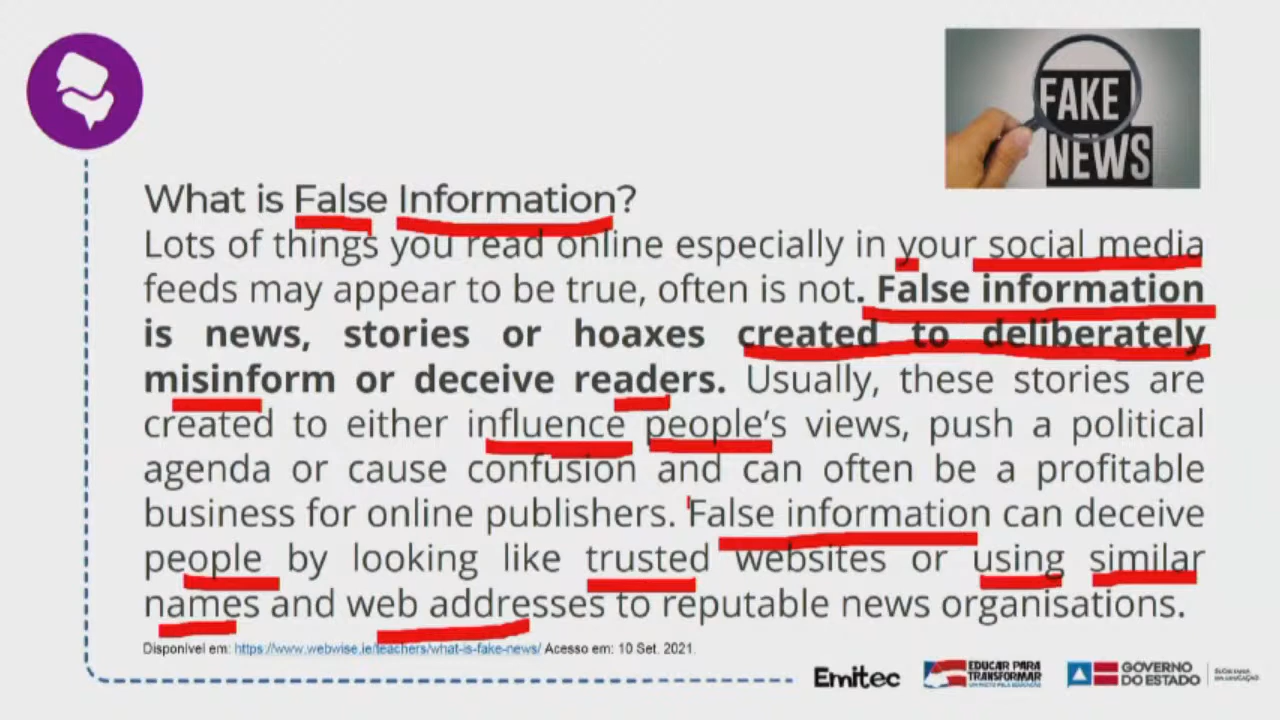 FAKE
NEWS
What is False Information?
Lots of things you read online especially in your social media
feeds may appear to be true, often is not. False information
is news, stories or hoaxes created to deliberately
misinform or deceive readers. Usually, these stories are
created to either influence people's views, push a political
agenda or cause confusion and can often be a profitable
business for online publishers. False information can deceive
people by looking like trusted websites or using similar
names and web addresses to reputable news organisations.
Disponível em: https://www.webwise.ie/teachers/what-is-fake-news/ Acesso em: 10 Set. 2021.
Emitec
EDUCAR PARA
TRANSFORMAR
GOVERNO
DO ESTADO